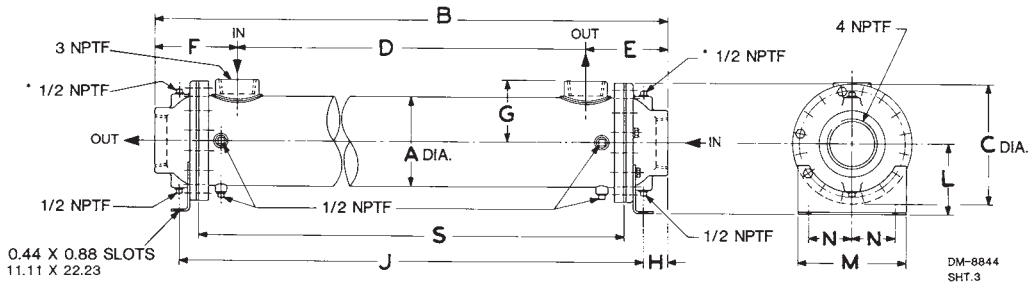 B
F
IN
D
OUT
E
3 NPTF
4 NPTF
* 1/2 NPTF
* 1/2 NPTF
G
OUT
A DIA.
IN
C DIA.
L
1/2 NPTF
1/2 NPTF
1/2 NPTF
S
N
N
0.44 X 0.88 SLOTS
11.11 X 22.23
J
H
M
DM-8844
SHT.3